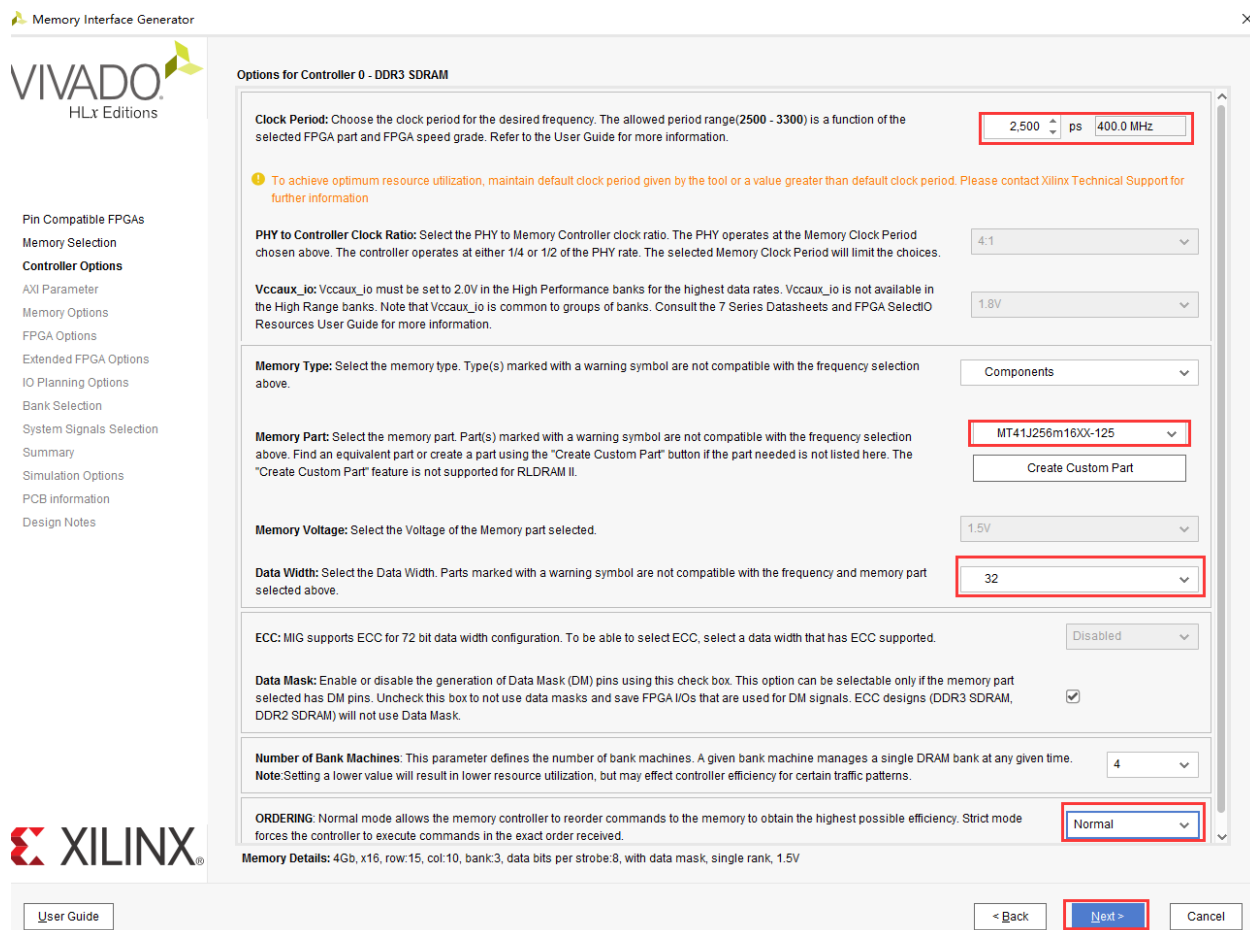 Memory Interface Generator
VIVADO.
HLx Editions
Pin Compatible FPGAs
Memory Selection
Controller Options
AXI Parameter
Memory Options
FPGA Options
Extended FPGA Options
IO Planning Options
Bank Selection
System Signals Selection
Summary
Simulation Options
PCB information
Design Notes
XILINX®
Options for Controller 0 - DDR3 SDRAM
Clock Period: Choose the clock period for the desired frequency. The allowed period range(2500 - 3300) is a function of the
selected FPGA part and FPGA speed grade. Refer to the User Guide for more information.
2,500 ps 400.0 MHz
To achieve optimum resource utilization, maintain default clock period given by the tool or a value greater than default clock period. Please contact Xilinx Technical Support for
further information
PHY to Controller Clock Ratio: Select the PHY to Memory Controller clock ratio. The PHY operates at the Memory Clock Period
chosen above. The controller operates at either 1/4 or 1/2 of the PHY rate. The selected Memory Clock Period will limit the choices.
4:1
Vccaux_io: Vccaux_io must be set to 2.0V in the High Performance banks for the highest data rates. Vccaux_io is not available in
the High Range banks. Note that Vccaux_io is common to groups of banks. Consult the 7 Series Datasheets and FPGA SelectIO
Resources User Guide for more information.
1.8V
Memory Type: Select the memory type. Type(s) marked with a warning symbol are not compatible with the frequency selection
above.
Components
Memory Part: Select the memory part. Part(s) marked with a warning symbol are not compatible with the frequency selection
above. Find an equivalent part or create a part using the "Create Custom Part" button if the part needed is not listed here. The
"Create Custom Part" feature is not supported for RLDRAM II.
MT41J256m16XX-125
Create Custom Part
Memory Voltage: Select the Voltage of the Memory part selected.
1.5V
Data Width: Select the Data Width. Parts marked with a warning symbol are not compatible with the frequency and memory part
selected above.
32
ECC: MIG supports ECC for 72 bit data width configuration. To be able to select ECC, select a data width that has ECC supported.
Disabled
Data Mask: Enable or disable the generation of Data Mask (DM) pins using this check box. This option can be selectable only if the memory part
selected has DM pins. Uncheck this box to not use data masks and save FPGA I/Os that are used for DM signals. ECC designs (DDR3 SDRAM,
DDR2 SDRAM) will not use Data Mask.
Number of Bank Machines: This parameter defines the number of bank machines. A given bank machine manages a single DRAM bank at any given time.
Note:Setting a lower value will result in lower resource utilization, but may effect controller efficiency for certain traffic patterns.
4
ORDERING: Normal mode allows the memory controller to reorder commands to the memory to obtain the highest possible efficiency. Strict mode
forces the controller to execute commands in the exact order received.
Normal
Memory Details: 4Gb, x16, row:15, col:10, bank:3, data bits per strobe:8, with data mask, single rank, 1.5V
User Guide
< Back
Next >
Cancel